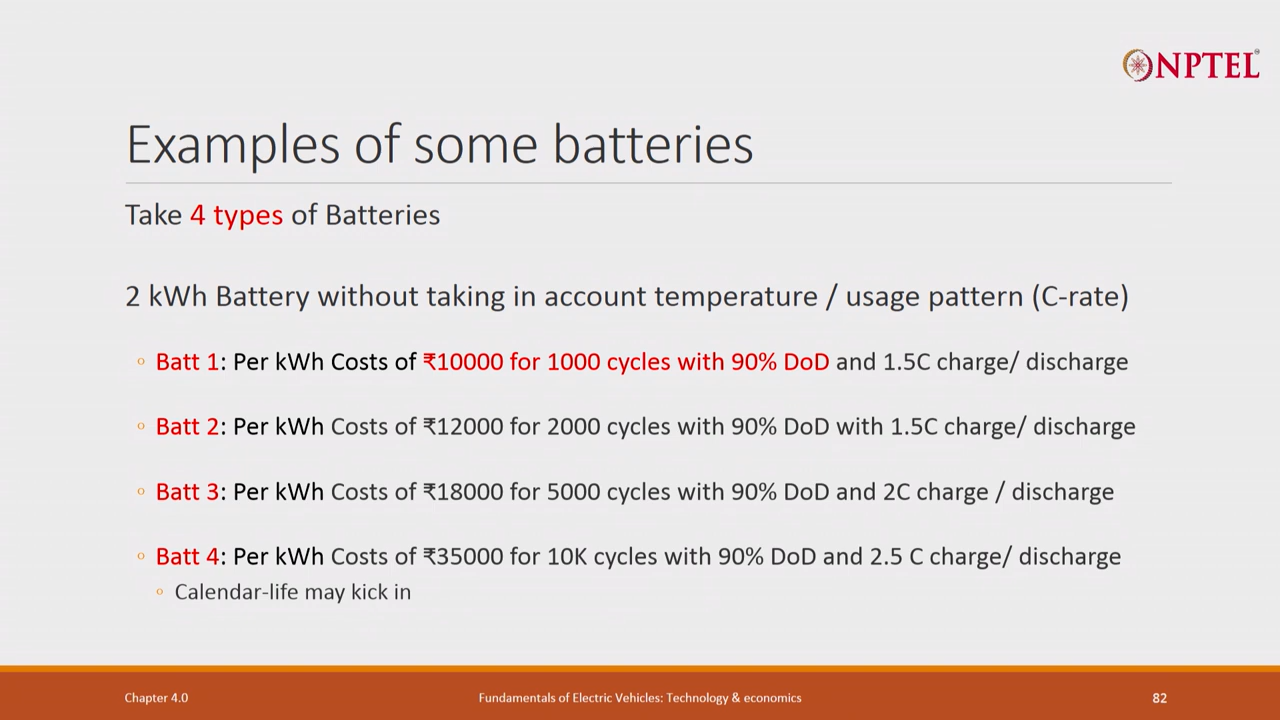 NPTEL
Examples of some batteries
Take 4 types of Batteries
2 kWh Battery without taking in account temperature / usage pattern (C-rate)
◦ Batt 1: Per kWh Costs of ₹10000 for 1000 cycles with 90% DoD and 1.5C charge/ discharge
◦ Batt 2: Per kWh Costs of ₹12000 for 2000 cycles with 90% DoD with 1.5C charge/ discharge
◦ Batt 3: Per kWh Costs of ₹18000 for 5000 cycles with 90% DoD and 2C charge / discharge
◦ Batt 4: Per kWh Costs of ₹35000 for 10K cycles with 90% DoD and 2.5 C charge/ discharge
◦ Calendar-life may kick in
Chapter 4.0
Fundamentals of Electric Vehicles: Technology & economics
82